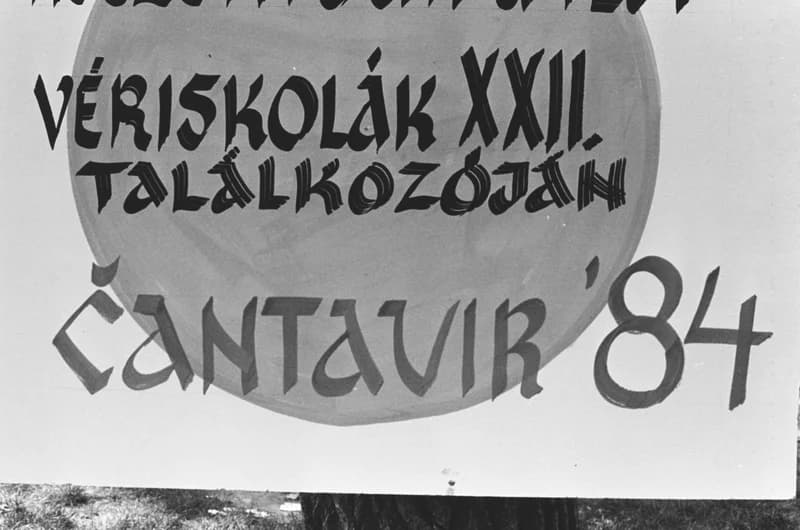 VÉRISKOLÁK XXII.
TALÁLKOZÓJÁN
ČANTAVIR '84